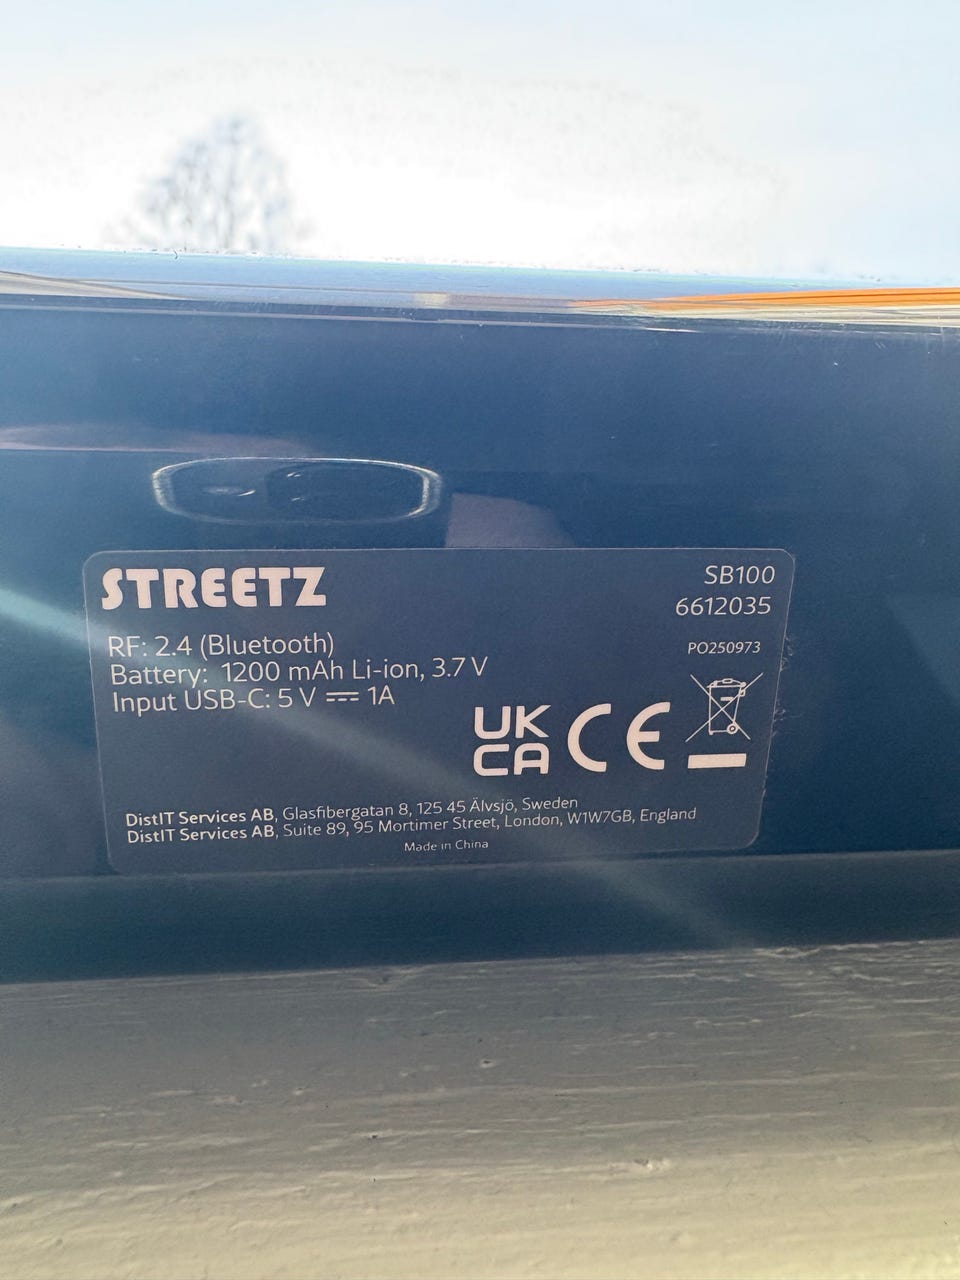 STREETZ
SB100
6612035
PO250973
RF: 2.4 (Bluetooth)
Battery: 1200 mAh Li-ion, 3.7 V
Input USB-C: 5 V ⎓ 1A
UK
CA
CE
DistIT Services AB, Glasfibergatan 8, 125 45 Älvsjö, Sweden
DistIT Services AB, Suite 89, 95 Mortimer Street, London, W1W7GB, England
Made in China